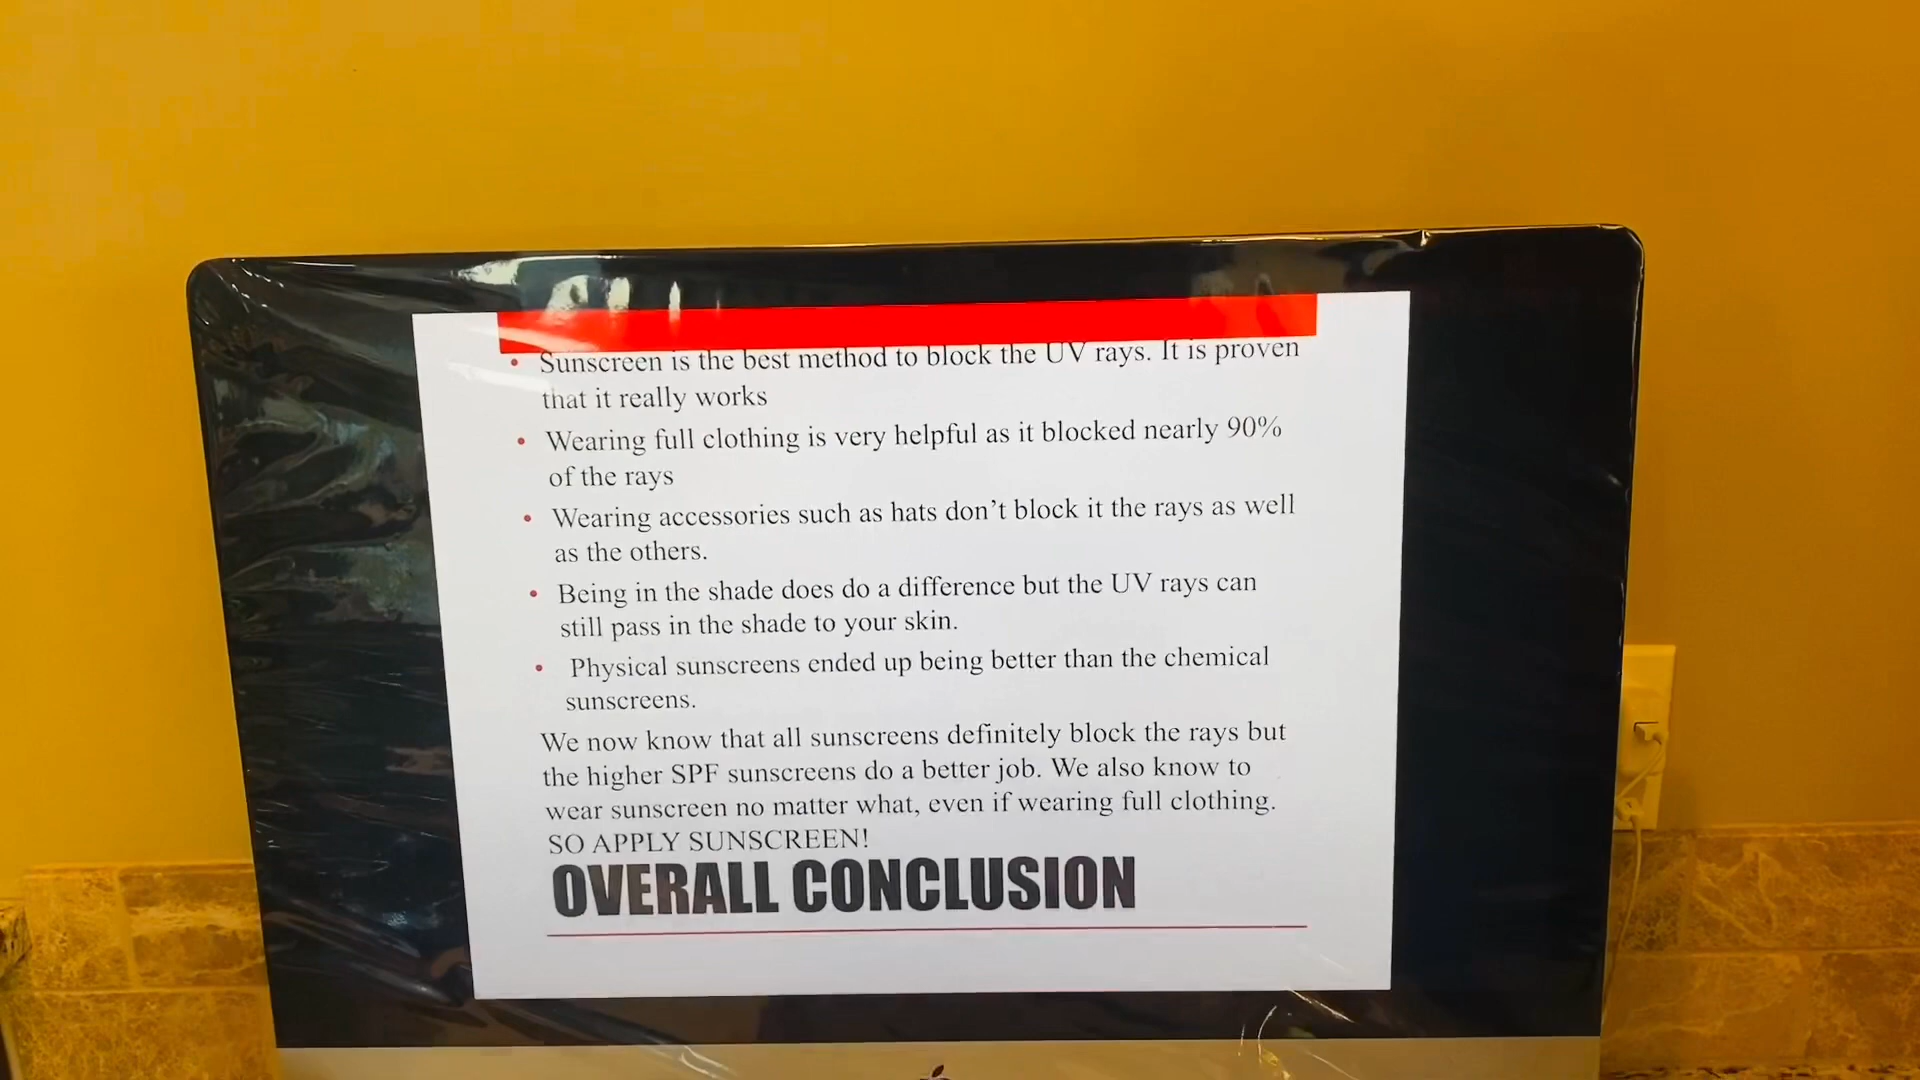 • Sunscreen is the best method to block the UV rays. It is proven
that it really works
• Wearing full clothing is very helpful as it blocked nearly 90%
of the rays
• Wearing accessories such as hats don’t block it the rays as well
as the others.
• Being in the shade does do a difference but the UV rays can
still pass in the shade to your skin.
• Physical sunscreens ended up being better than the chemical
sunscreens.
We now know that all sunscreens definitely block the rays but
the higher SPF sunscreens do a better job. We also know to
wear sunscreen no matter what, even if wearing full clothing.
SO APPLY SUNSCREEN!
OVERALL CONCLUSION